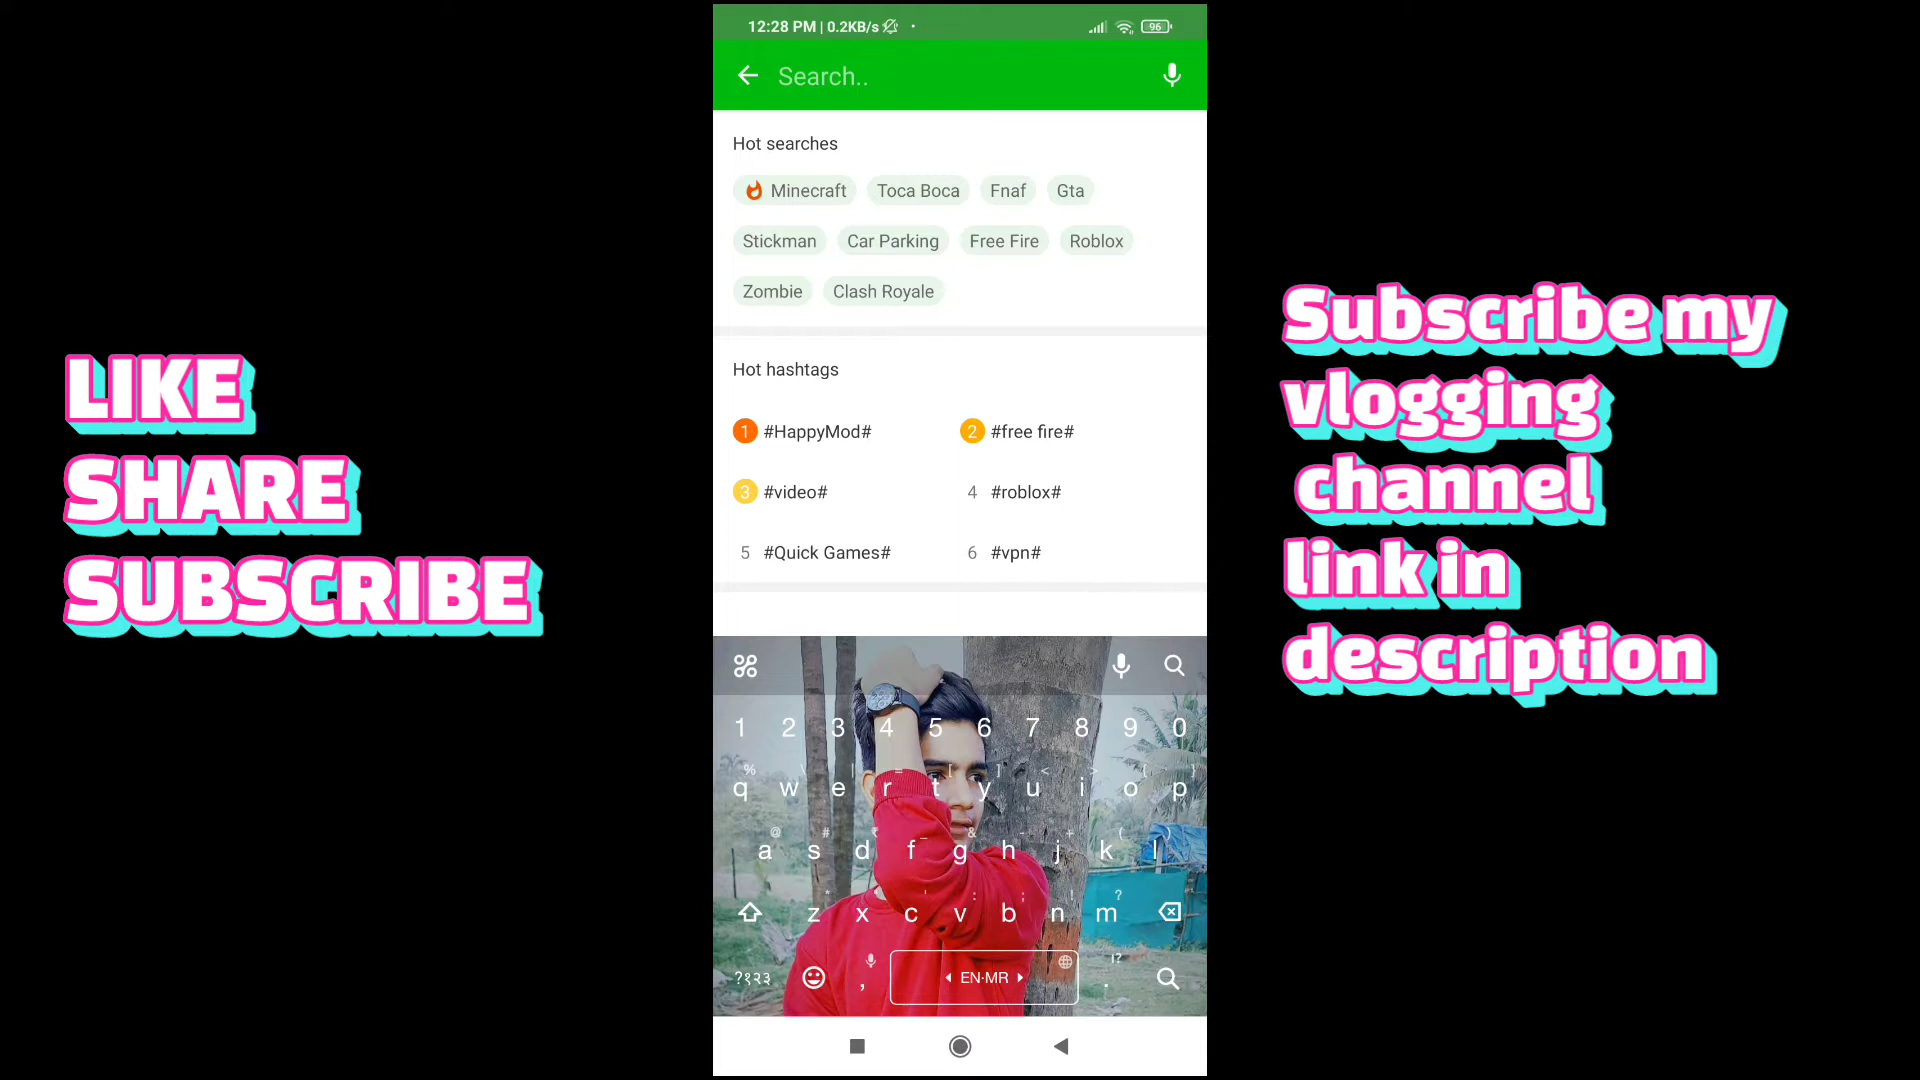 12:28 PM | 0.2KB/s
96
Search..
Hot searches
Minecraft Toca Boca Fnaf Gta
Stickman Car Parking Free Fire Roblox
Zombie Clash Royale
Hot hashtags
1 #HappyMod# 2 #free fire#
3 #video# 4 #roblox#
5 #Quick Games# 6 #vpn#
LIKE
SHARE
SUBSCRIBE
Subscribe my
vlogging
channel
link in
description
1 2 3 4 5 6 7 8 9 0
% \ | = [ ] < > { }
q w e r t y u i o p
@ # ₹ _ & - + ( )
a s d f g h j k l
* " ' : ; ! ?
z x c v b n m
!?
?१२३ , EN·MR .